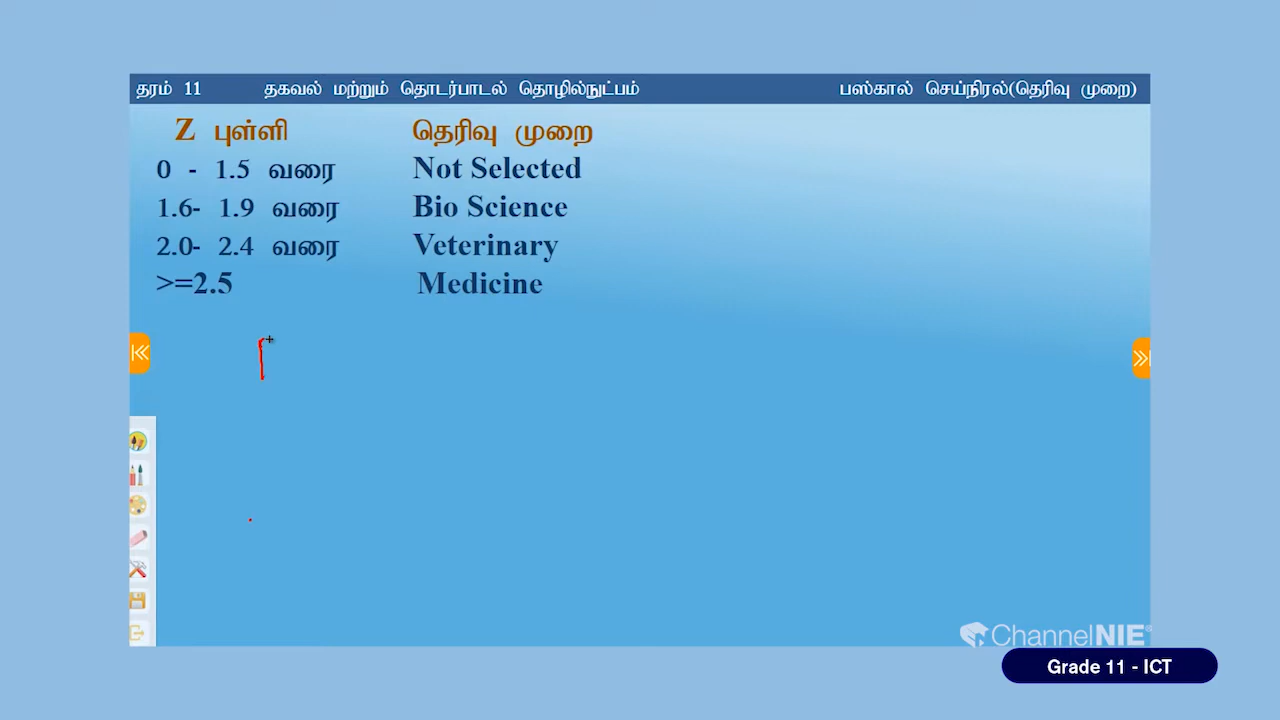 தரம் 11 தகவல் மற்றும் தொடர்பாடல் தொழில்நுட்பம் பஸ்கால் செய்நிரல்(தெரிவு முறை)
Z புள்ளி தெரிவு முறை
0 - 1.5 வரை Not Selected
1.6- 1.9 வரை Bio Science
2.0- 2.4 வரை Veterinary
>=2.5 Medicine
ChannelNIE®
Grade 11 - ICT